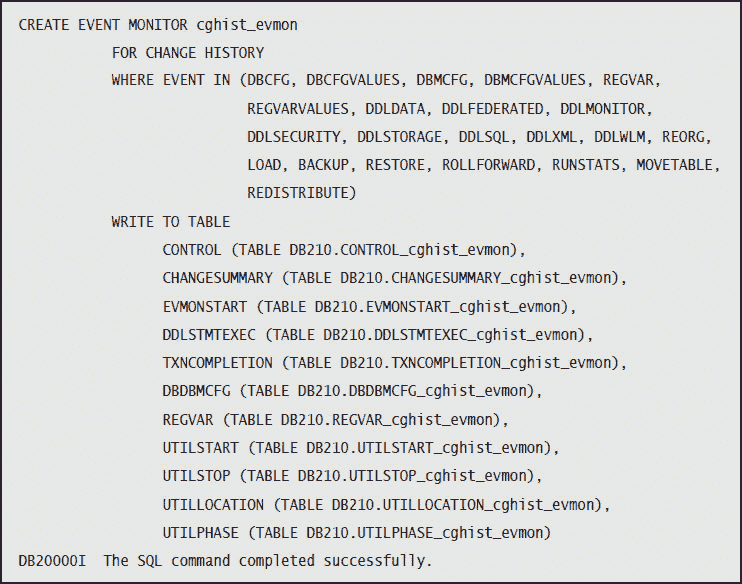 CREATE EVENT MONITOR cghist_evmon
FOR CHANGE HISTORY
WHERE EVENT IN (DBCFG, DBCFGVALUES, DBMCFG, DBMCFGVALUES, REGVAR,
REGVARVALUES, DDLDATA, DDLFEDERATED, DDLMONITOR,
DDLSECURITY, DDLSTORAGE, DDLSQL, DDLXML, DDLWLM, REORG,
LOAD, BACKUP, RESTORE, ROLLFORWARD, RUNSTATS, MOVETABLE,
REDISTRIBUTE)
WRITE TO TABLE
CONTROL (TABLE DB210.CONTROL_cghist_evmon),
CHANGESUMMARY (TABLE DB210.CHANGESUMMARY_cghist_evmon),
EVMONSTART (TABLE DB210.EVMONSTART_cghist_evmon),
DDLSTMTEXEC (TABLE DB210.DDLSTMTEXEC_cghist_evmon),
TXNCOMPLETION (TABLE DB210.TXNCOMPLETION_cghist_evmon),
DBDBMCFG (TABLE DB210.DBDBMCFG_cghist_evmon),
REGVAR (TABLE DB210.REGVAR_cghist_evmon),
UTILSTART (TABLE DB210.UTILSTART_cghist_evmon),
UTILSTOP (TABLE DB210.UTILSTOP_cghist_evmon),
UTILLOCATION (TABLE DB210.UTILLOCATION_cghist_evmon),
UTILPHASE (TABLE DB210.UTILPHASE_cghist_evmon)
DB20000I  The SQL command completed successfully.